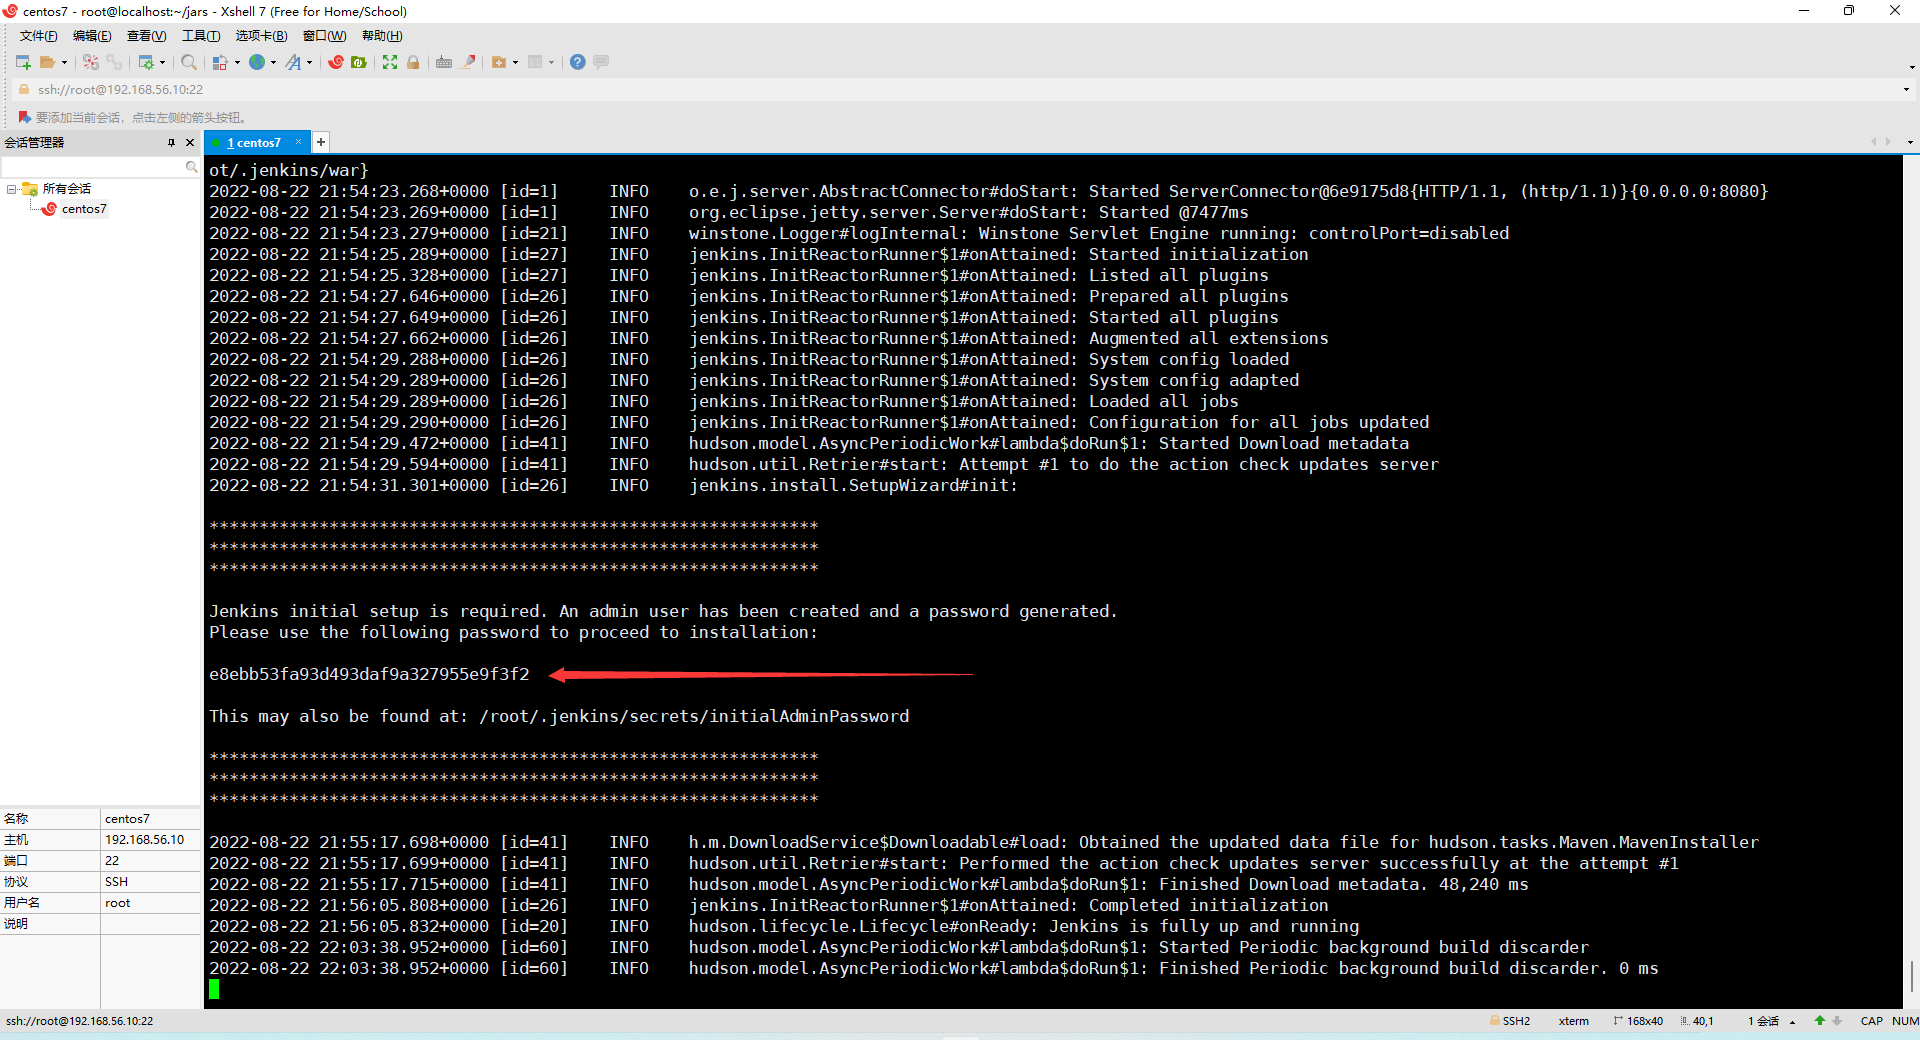 centos7 - root@localhost:~/jars - Xshell 7 (Free for Home/School)
文件(F) 编辑(E) 查看(V) 工具(T) 选项卡(B) 窗口(W) 帮助(H)
ssh://root@192.168.56.10:22
要添加当前会话，点击左侧的箭头按钮。
会话管理器
1 centos7
所有会话
centos7
ot/.jenkins/war}
2022-08-22 21:54:23.268+0000 [id=1] INFO o.e.j.server.AbstractConnector#doStart: Started ServerConnector@6e9175d8{HTTP/1.1, (http/1.1)}{0.0.0.0:8080}
2022-08-22 21:54:23.269+0000 [id=1] INFO org.eclipse.jetty.server.Server#doStart: Started @7477ms
2022-08-22 21:54:23.279+0000 [id=21] INFO winstone.Logger#logInternal: Winstone Servlet Engine running: controlPort=disabled
2022-08-22 21:54:25.289+0000 [id=27] INFO jenkins.InitReactorRunner$1#onAttained: Started initialization
2022-08-22 21:54:25.328+0000 [id=27] INFO jenkins.InitReactorRunner$1#onAttained: Listed all plugins
2022-08-22 21:54:27.646+0000 [id=26] INFO jenkins.InitReactorRunner$1#onAttained: Prepared all plugins
2022-08-22 21:54:27.649+0000 [id=26] INFO jenkins.InitReactorRunner$1#onAttained: Started all plugins
2022-08-22 21:54:27.662+0000 [id=26] INFO jenkins.InitReactorRunner$1#onAttained: Augmented all extensions
2022-08-22 21:54:29.288+0000 [id=26] INFO jenkins.InitReactorRunner$1#onAttained: System config loaded
2022-08-22 21:54:29.289+0000 [id=26] INFO jenkins.InitReactorRunner$1#onAttained: System config adapted
2022-08-22 21:54:29.289+0000 [id=26] INFO jenkins.InitReactorRunner$1#onAttained: Loaded all jobs
2022-08-22 21:54:29.290+0000 [id=26] INFO jenkins.InitReactorRunner$1#onAttained: Configuration for all jobs updated
2022-08-22 21:54:29.472+0000 [id=41] INFO hudson.model.AsyncPeriodicWork#lambda$doRun$1: Started Download metadata
2022-08-22 21:54:29.594+0000 [id=41] INFO hudson.util.Retrier#start: Attempt #1 to do the action check updates server
2022-08-22 21:54:31.301+0000 [id=26] INFO jenkins.install.SetupWizard#init:
*************************************************************
*************************************************************
*************************************************************
Jenkins initial setup is required. An admin user has been created and a password generated.
Please use the following password to proceed to installation:
e8ebb53fa93d493daf9a327955e9f3f2
This may also be found at: /root/.jenkins/secrets/initialAdminPassword
*************************************************************
*************************************************************
*************************************************************
2022-08-22 21:55:17.698+0000 [id=41] INFO h.m.DownloadService$Downloadable#load: Obtained the updated data file for hudson.tasks.Maven.MavenInstaller
2022-08-22 21:55:17.699+0000 [id=41] INFO hudson.util.Retrier#start: Performed the action check updates server successfully at the attempt #1
2022-08-22 21:55:17.715+0000 [id=41] INFO hudson.model.AsyncPeriodicWork#lambda$doRun$1: Finished Download metadata. 48,240 ms
2022-08-22 21:56:05.808+0000 [id=26] INFO jenkins.InitReactorRunner$1#onAttained: Completed initialization
2022-08-22 21:56:05.832+0000 [id=20] INFO hudson.lifecycle.Lifecycle#onReady: Jenkins is fully up and running
2022-08-22 22:03:38.952+0000 [id=60] INFO hudson.model.AsyncPeriodicWork#lambda$doRun$1: Started Periodic background build discarder
2022-08-22 22:03:38.952+0000 [id=60] INFO hudson.model.AsyncPeriodicWork#lambda$doRun$1: Finished Periodic background build discarder. 0 ms
名称 centos7
主机 192.168.56.10
端口 22
协议 SSH
用户名 root
说明
ssh://root@192.168.56.10:22 SSH2 xterm 168x40 40,1 1 会话 CAP NUM